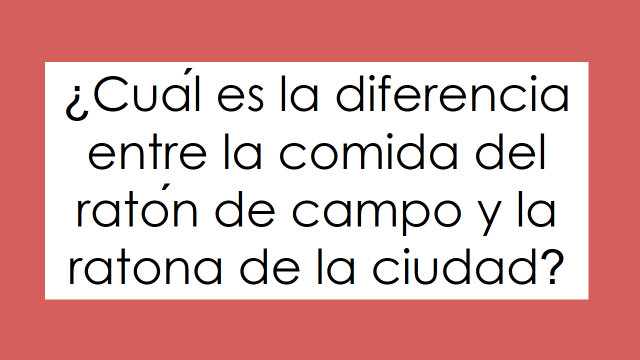 ¿Cuál es la diferencia
entre la comida del
ratón de campo y la
ratona de la ciudad?